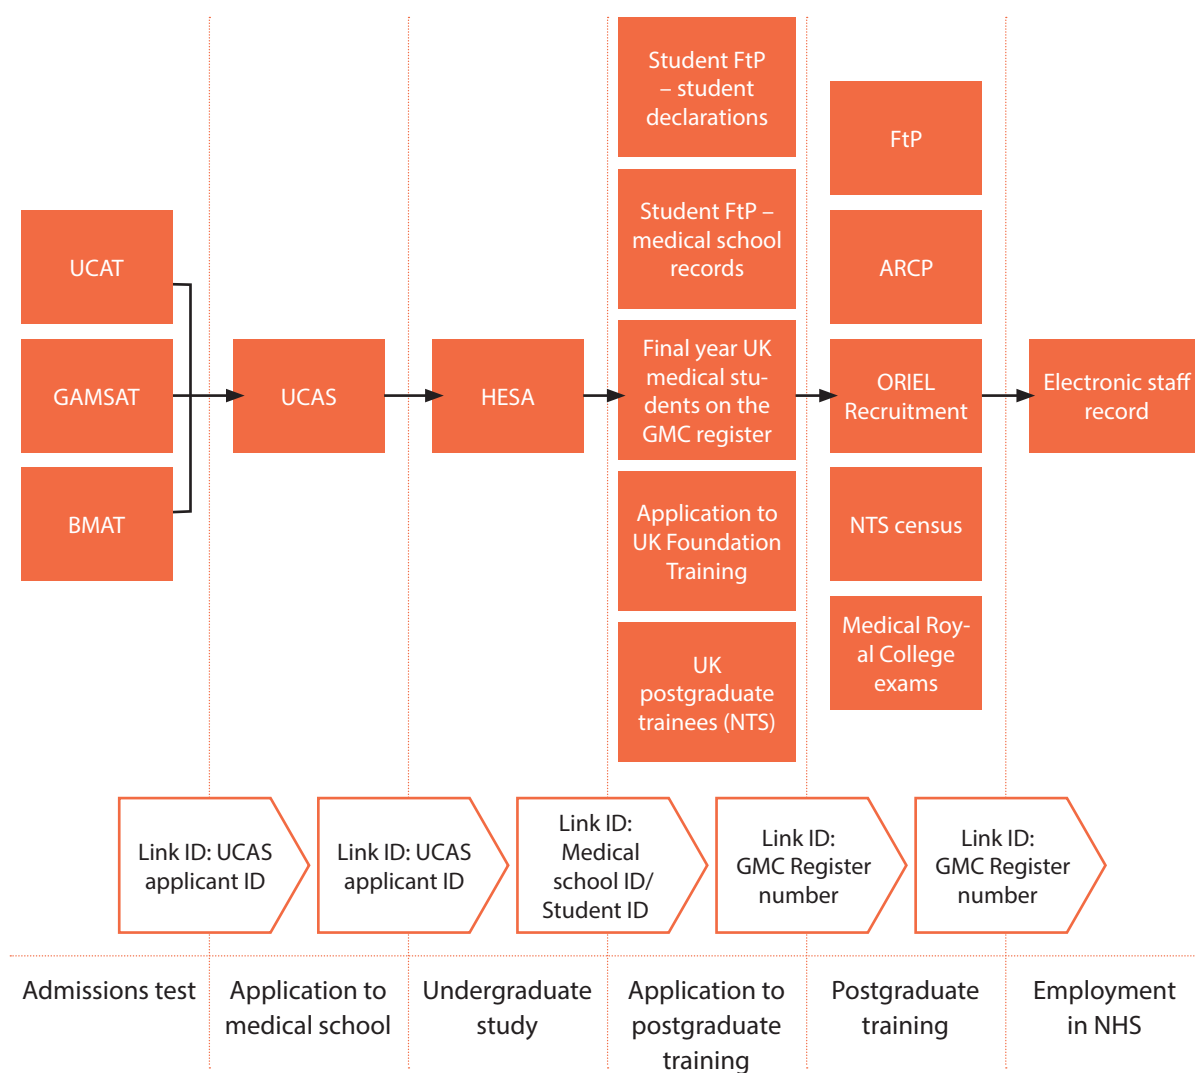 UCAT
GAMSAT
BMAT
UCAS
HESA
Student FtP
– student
declarations
Student FtP –
medical school
records
Final year UK
medical stu-
dents on the
GMC register
Application to
UK Foundation
Training
UK
postgraduate
trainees (NTS)
FtP
ARCP
ORIEL
Recruitment
NTS census
Medical Roy-
al College
exams
Electronic staff
record
Link ID: UCAS
applicant ID
Link ID: UCAS
applicant ID
Link ID:
Medical
school ID/
Student ID
Link ID:
GMC Register
number
Link ID:
GMC Register
number
Admissions test
Application to
medical school
Undergraduate
study
Application to
postgraduate
training
Postgraduate
training
Employment
in NHS